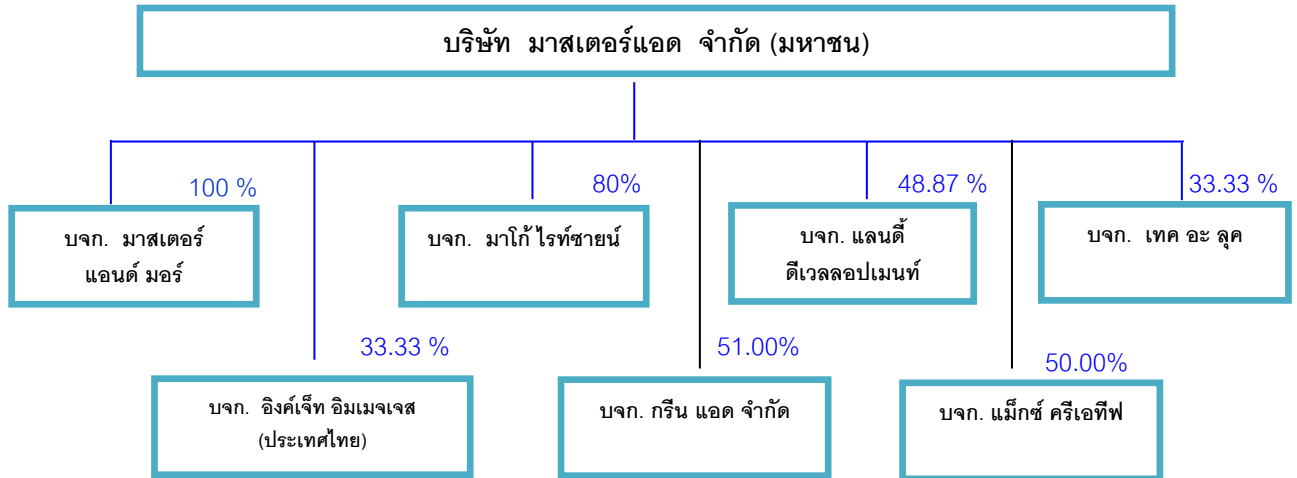 บริษัท มาสเตอร์แอด จำกัด (มหาชน)
100 %
80%
48.87 %
33.33 %
บจก. มาสเตอร์
แอนด์ มอร์
บจก. มาโก้ ไรท์ซายน์
บจก. แลนดี้
ดีเวลลอปเมนท์
บจก. เทค อะ ลุค
33.33 %
51.00%
50.00%
บจก. อิงค์เจ็ท อิมเมจเจส
(ประเทศไทย)
บจก. กรีน แอด จำกัด
บจก. แม็กซ์ ครีเอทีฟ